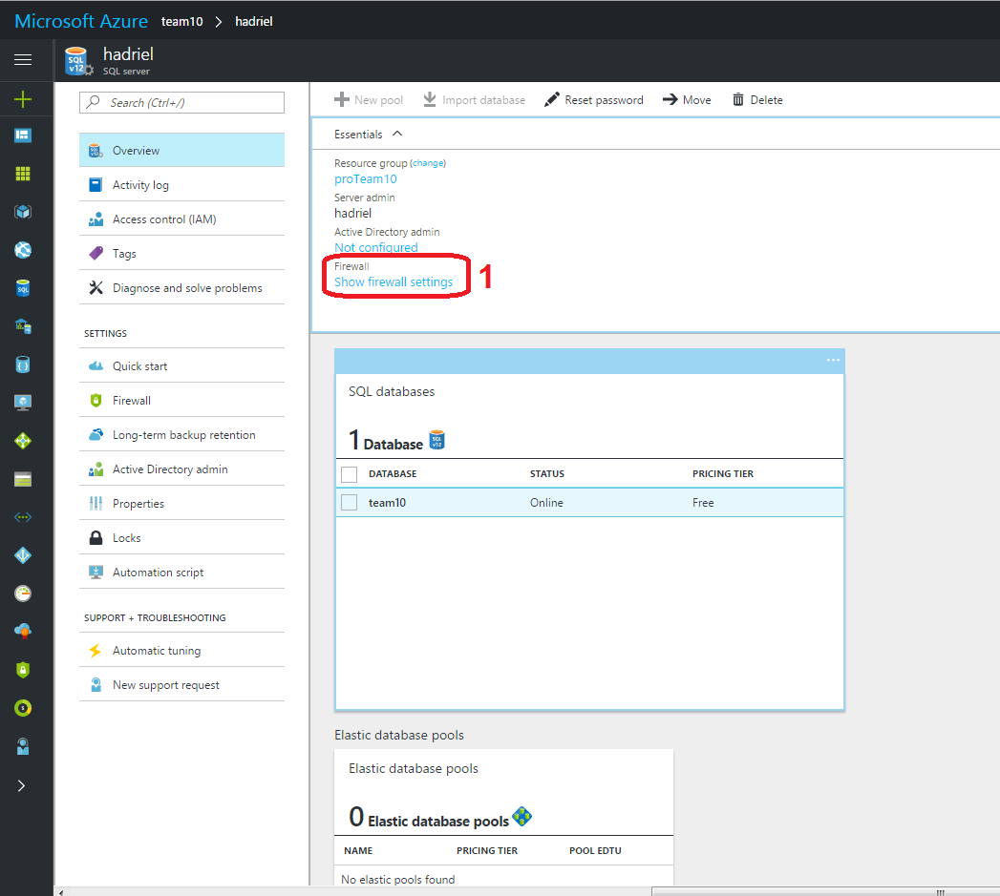 Microsoft Azure team10 > hadriel
hadriel
SQL server
Search (Ctrl+/)
Overview
Activity log
Access control (IAM)
Tags
Diagnose and solve problems
SETTINGS
Quick start
Firewall
Long-term backup retention
Active Directory admin
Properties
Locks
Automation script
SUPPORT + TROUBLESHOOTING
Automatic tuning
New support request
New pool Import database Reset password Move Delete
Essentials
Resource group (change)
proTeam10
Server admin
hadriel
Active Directory admin
Not configured
Firewall
Show firewall settings 1
SQL databases
1 Database
DATABASE STATUS PRICING TIER
team10 Online Free
Elastic database pools
Elastic database pools
0 Elastic database pools
NAME PRICING TIER POOL EDTU
No elastic pools found